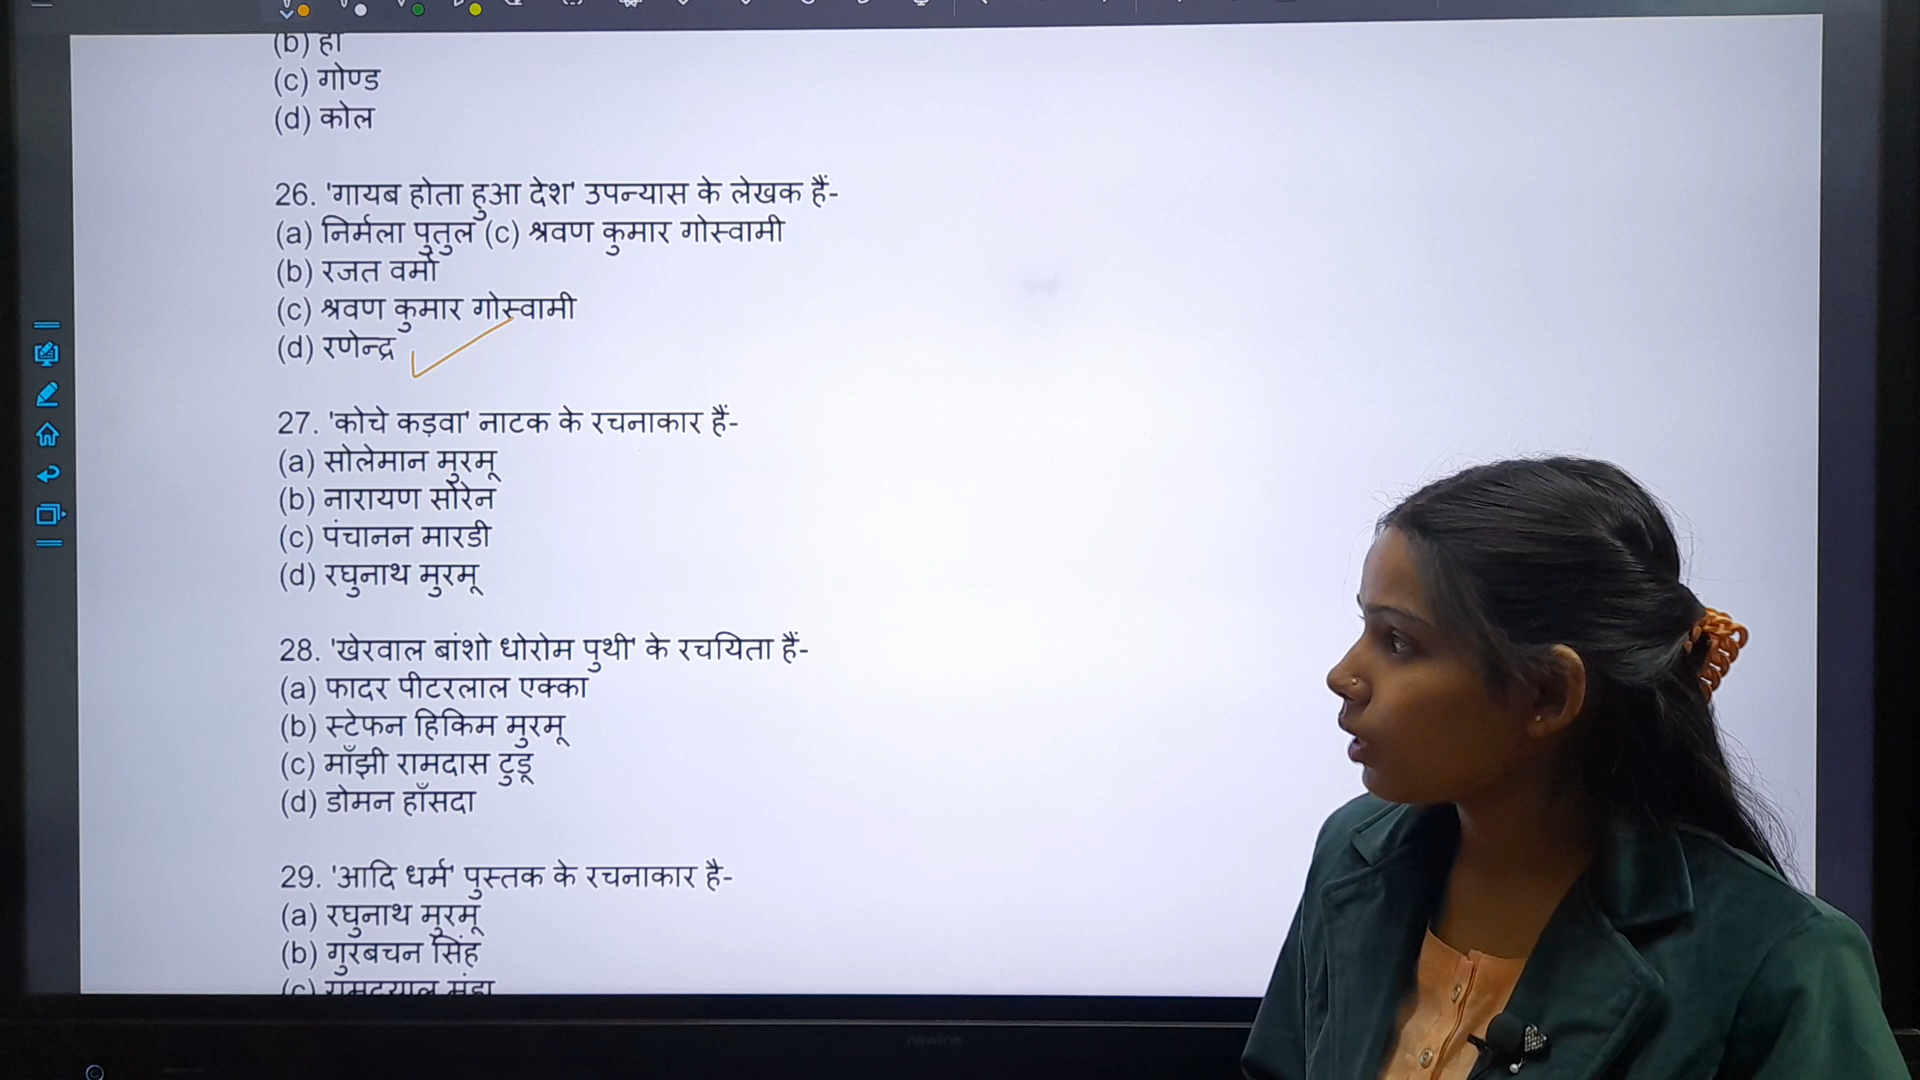 (b) हो
(c) गोण्ड
(d) कोल
26. 'गायब होता हुआ देश' उपन्यास के लेखक हैं-
(a) निर्मला पुतुल (c) श्रवण कुमार गोस्वामी
(b) रजत वर्मा
(c) श्रवण कुमार गोस्वामी
(d) रणेन्द्र
27. 'कोचे कड़वा' नाटक के रचनाकार हैं-
(a) सोलेमान मुरमू
(b) नारायण सोरेन
(c) पंचानन मारडी
(d) रघुनाथ मुरमू
28. 'खेरवाल बांशो धोरोम पुथी' के रचयिता हैं-
(a) फादर पीटरलाल एक्का
(b) स्टेफन हिकिम मुरमू
(c) माँझी रामदास टुडू
(d) डोमन हाँसदा
29. 'आदि धर्म' पुस्तक के रचनाकार है-
(a) रघुनाथ मुरमू
(b) गुरबचन सिंह
(c) रामदयाल मुंडा
newline